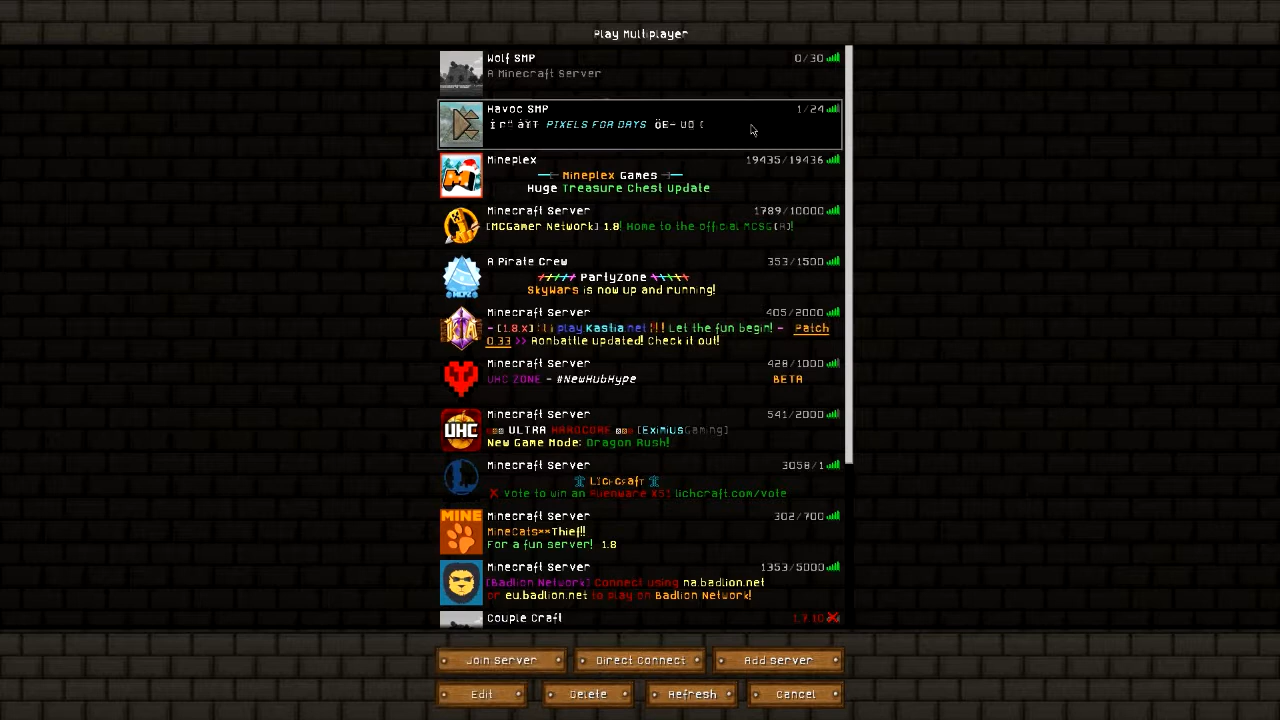 Play Multiplayer
Wolf SMP 0/30
A Minecraft Server
Havoc SMP 1/24
PIXELS FOR DAYS
Mineplex 19435/19436
Mineplex Games
Huge Treasure Chest Update
Minecraft Server 1789/10000
[MCGamer Network] 1.8! Home to the official MCSG(R)!
A Pirate Crew 353/1500
PartyZone
SkyWars is now up and running!
Minecraft Server 405/2000
- [1.8.x] play.Kastia.net Let the fun begin! - Patch
0.33 >> Bonbattle updated! Check it out!
Minecraft Server 428/1000
UHC ZONE - #NewHubHype BETA
UHC
Minecraft Server 541/2000
ULTRA HARDCORE [EximiusGaming]
New Game Mode: Dragon Rush!
Minecraft Server 3058/1
Lichcraft
Vote to win an Alienware X51 lichcraft.com/vote
MINE
Minecraft Server 302/700
MineCats**Thief!!
For a fun server! 1.8
Minecraft Server 1353/5000
[Badlion Network] Connect using na.badlion.net
or eu.badlion.net to play on Badlion Network!
Couple Craft 1.7.10
Join Server
Direct Connect
Add server
Edit
Delete
Refresh
Cancel